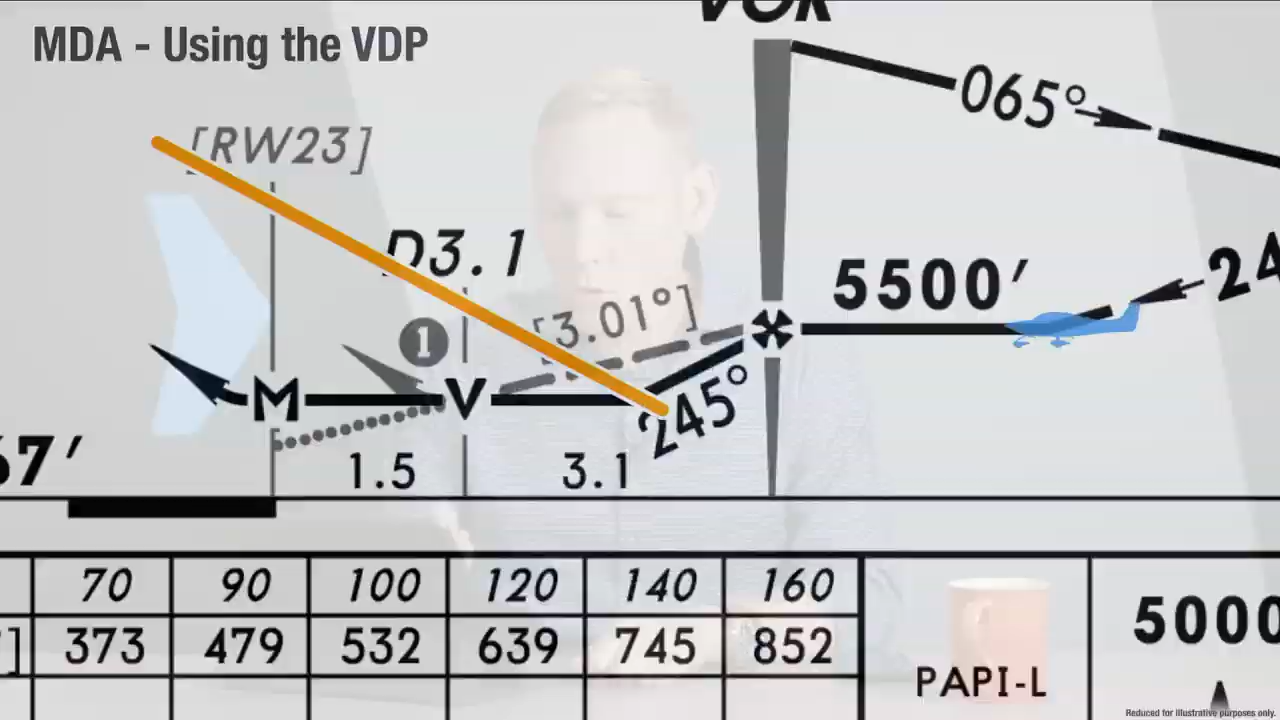 MDA - Using the VDP
VOR
065°
[RW23]
D3.1
[3.01°]
5500'
24
1
M
V
245°
67'
1.5
3.1
70 90 100 120 140 160
] 373 479 532 639 745 852
PAPI-L
5000
Reduced for illustrative purposes only.